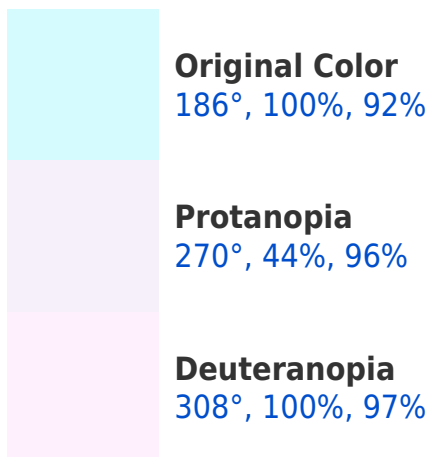 Original Color
186°, 100%, 92%
Protanopia
270°, 44%, 96%
Deuteranopia
308°, 100%, 97%